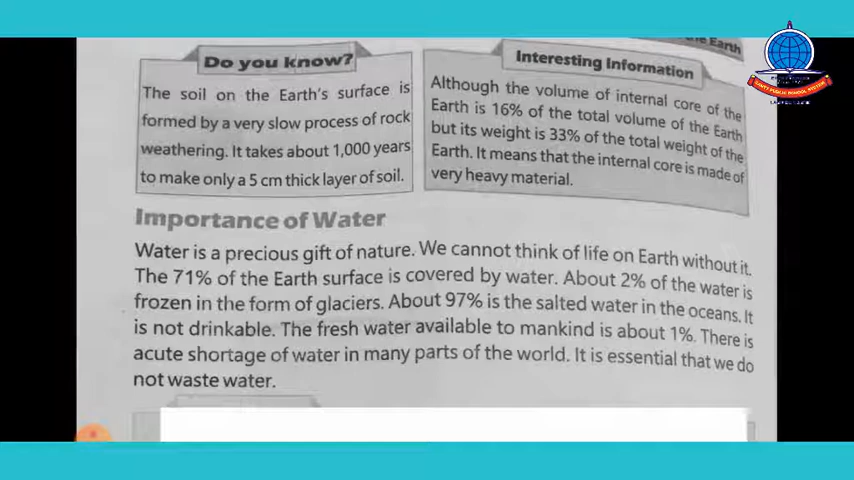 the Earth
Do you know?
The soil on the Earth's surface is
formed by a very slow process of rock
weathering. It takes about 1,000 years
to make only a 5 cm thick layer of soil.
Interesting Information
Although the volume of internal core of the
Earth is 16% of the total volume of the Earth
but its weight is 33% of the total weight of the
Earth. It means that the internal core is made of
very heavy material.
Importance of Water
Water is a precious gift of nature. We cannot think of life on Earth without it.
The 71% of the Earth surface is covered by water. About 2% of the water is
frozen in the form of glaciers. About 97% is the salted water in the oceans. It
is not drinkable. The fresh water available to mankind is about 1%. There is
acute shortage of water in many parts of the world. It is essential that we do
not waste water.